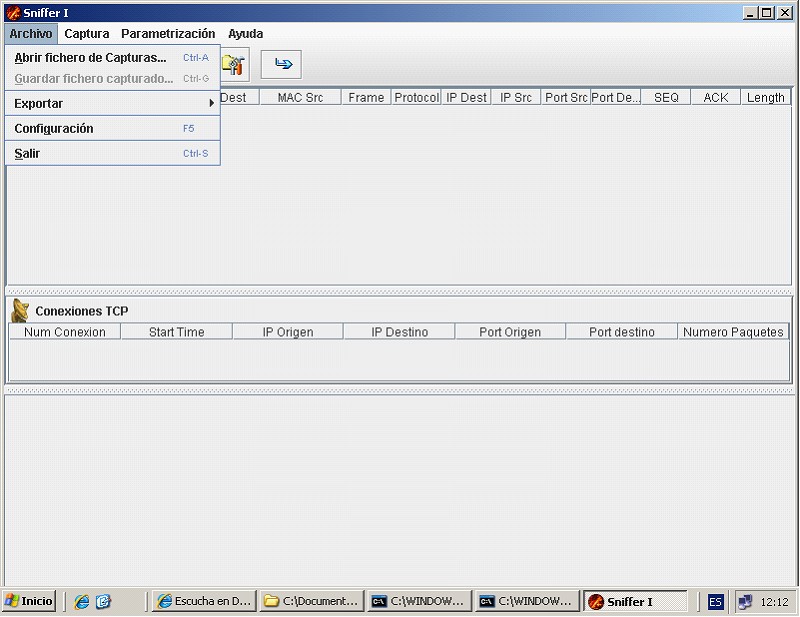 Sniffer I
Archivo Captura Parametrización Ayuda
Abrir fichero de Capturas... Ctrl-A
Guardar fichero capturado... Ctrl-G
Exportar
Configuración F5
Salir Ctrl-S
Dest MAC Src Frame Protocol IP Dest IP Src Port Src Port De... SEQ ACK Length
Conexiones TCP
Num Conexion Start Time IP Origen IP Destino Port Origen Port destino Numero Paquetes
Inicio Escucha en D... C:\Document... C:\WINDOW... C:\WINDOW... Sniffer I ES 12:12